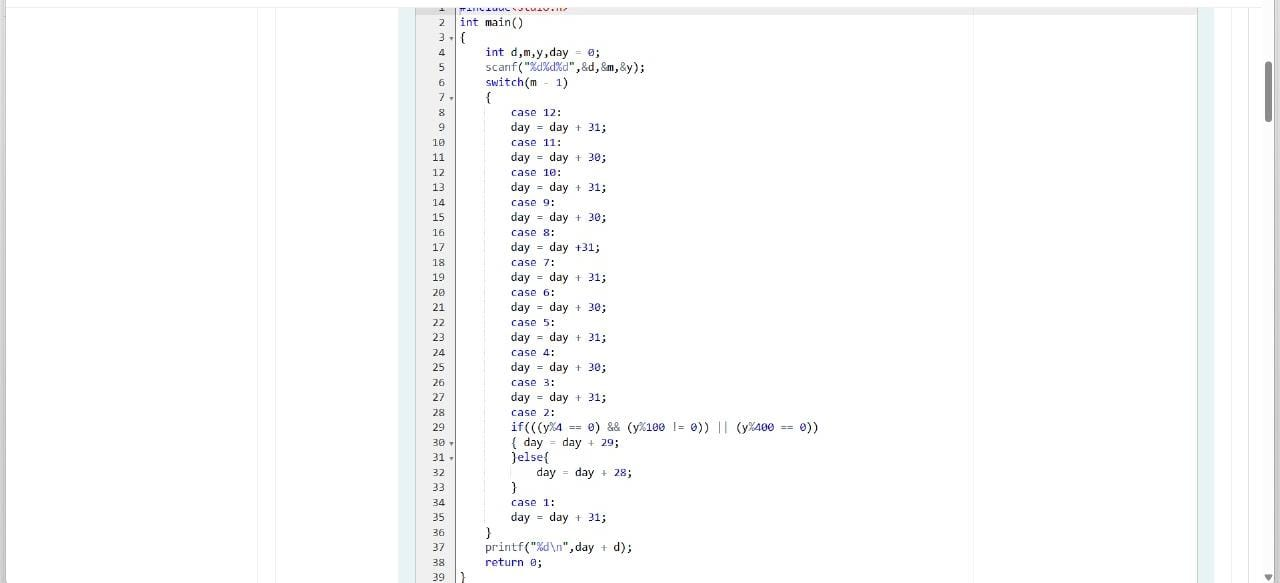 1 #include<stdio.h>
2 int main()
3 {
4 int d,m,y,day = 0;
5 scanf("%d%d%d",&d,&m,&y);
6 switch(m - 1)
7 {
8 case 12:
9 day = day + 31;
10 case 11:
11 day = day + 30;
12 case 10:
13 day = day + 31;
14 case 9:
15 day = day + 30;
16 case 8:
17 day = day +31;
18 case 7:
19 day = day + 31;
20 case 6:
21 day = day + 30;
22 case 5:
23 day = day + 31;
24 case 4:
25 day = day + 30;
26 case 3:
27 day = day + 31;
28 case 2:
29 if(((y%4 == 0) && (y%100 != 0)) || (y%400 == 0))
30 { day = day + 29;
31 }else{
32 day = day + 28;
33 }
34 case 1:
35 day = day + 31;
36 }
37 printf("%d\n",day + d);
38 return 0;
39 }